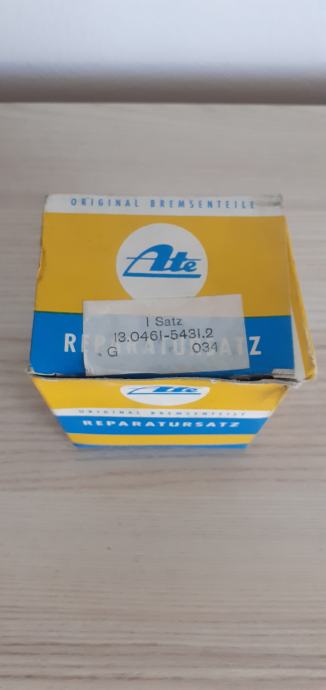 ORIGINAL BREMSENTEILE
Ate
1 Satz
13.0461-5431.2
G 034
REPARATURSATZ
Ate
ORIGINAL BREMSENTEILE
REPARATURSATZ